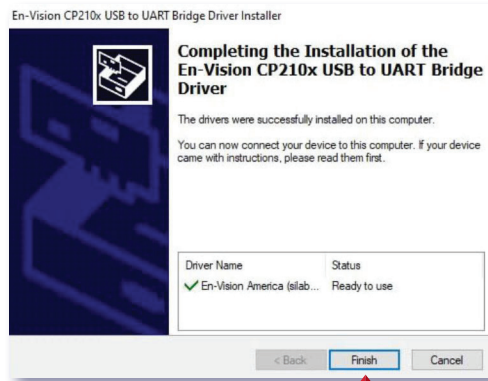 En-Vision CP210x USB to UART Bridge Driver Installer
Completing the Installation of the
En-Vision CP210x USB to UART Bridge
Driver
The drivers were successfully installed on this computer.
You can now connect your device to this computer. If your device
came with instructions, please read them first.
Driver Name Status
En-Vision America (silab... Ready to use
< Back Finish Cancel